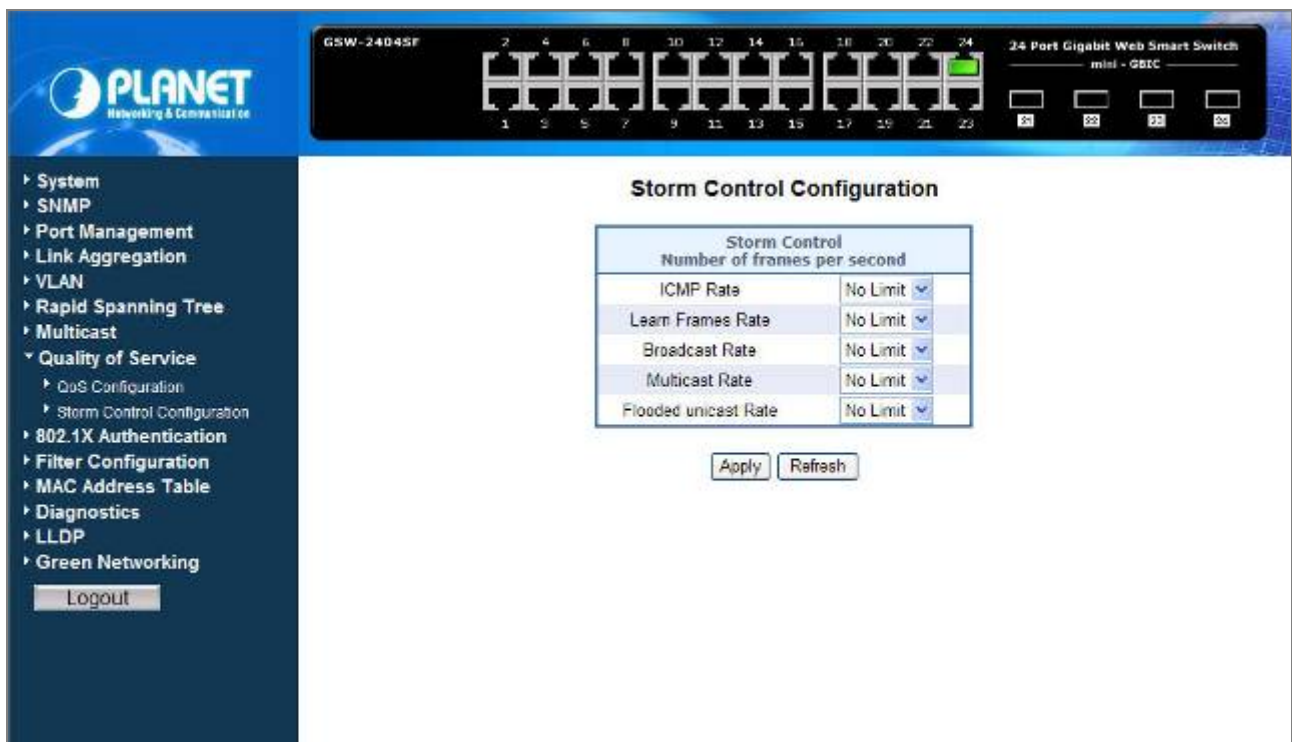 PLANET
Networking & Communication
GSW-2404SF
2 4 6 8 10 12 14 16 18 20 22 24
1 3 5 7 9 11 13 15 17 19 21 23
24 Port Gigabit Web Smart Switch
mini - GBIC
21 22 23 24
System
SNMP
Port Management
Link Aggregation
VLAN
Rapid Spanning Tree
Multicast
Quality of Service
QoS Configuration
Storm Control Configuration
802.1X Authentication
Filter Configuration
MAC Address Table
Diagnostics
LLDP
Green Networking
Logout
Storm Control Configuration
Storm Control
Number of frames per second
ICMP Rate No Limit
Learn Frames Rate No Limit
Broadcast Rate No Limit
Multicast Rate No Limit
Flooded unicast Rate No Limit
Apply Refresh